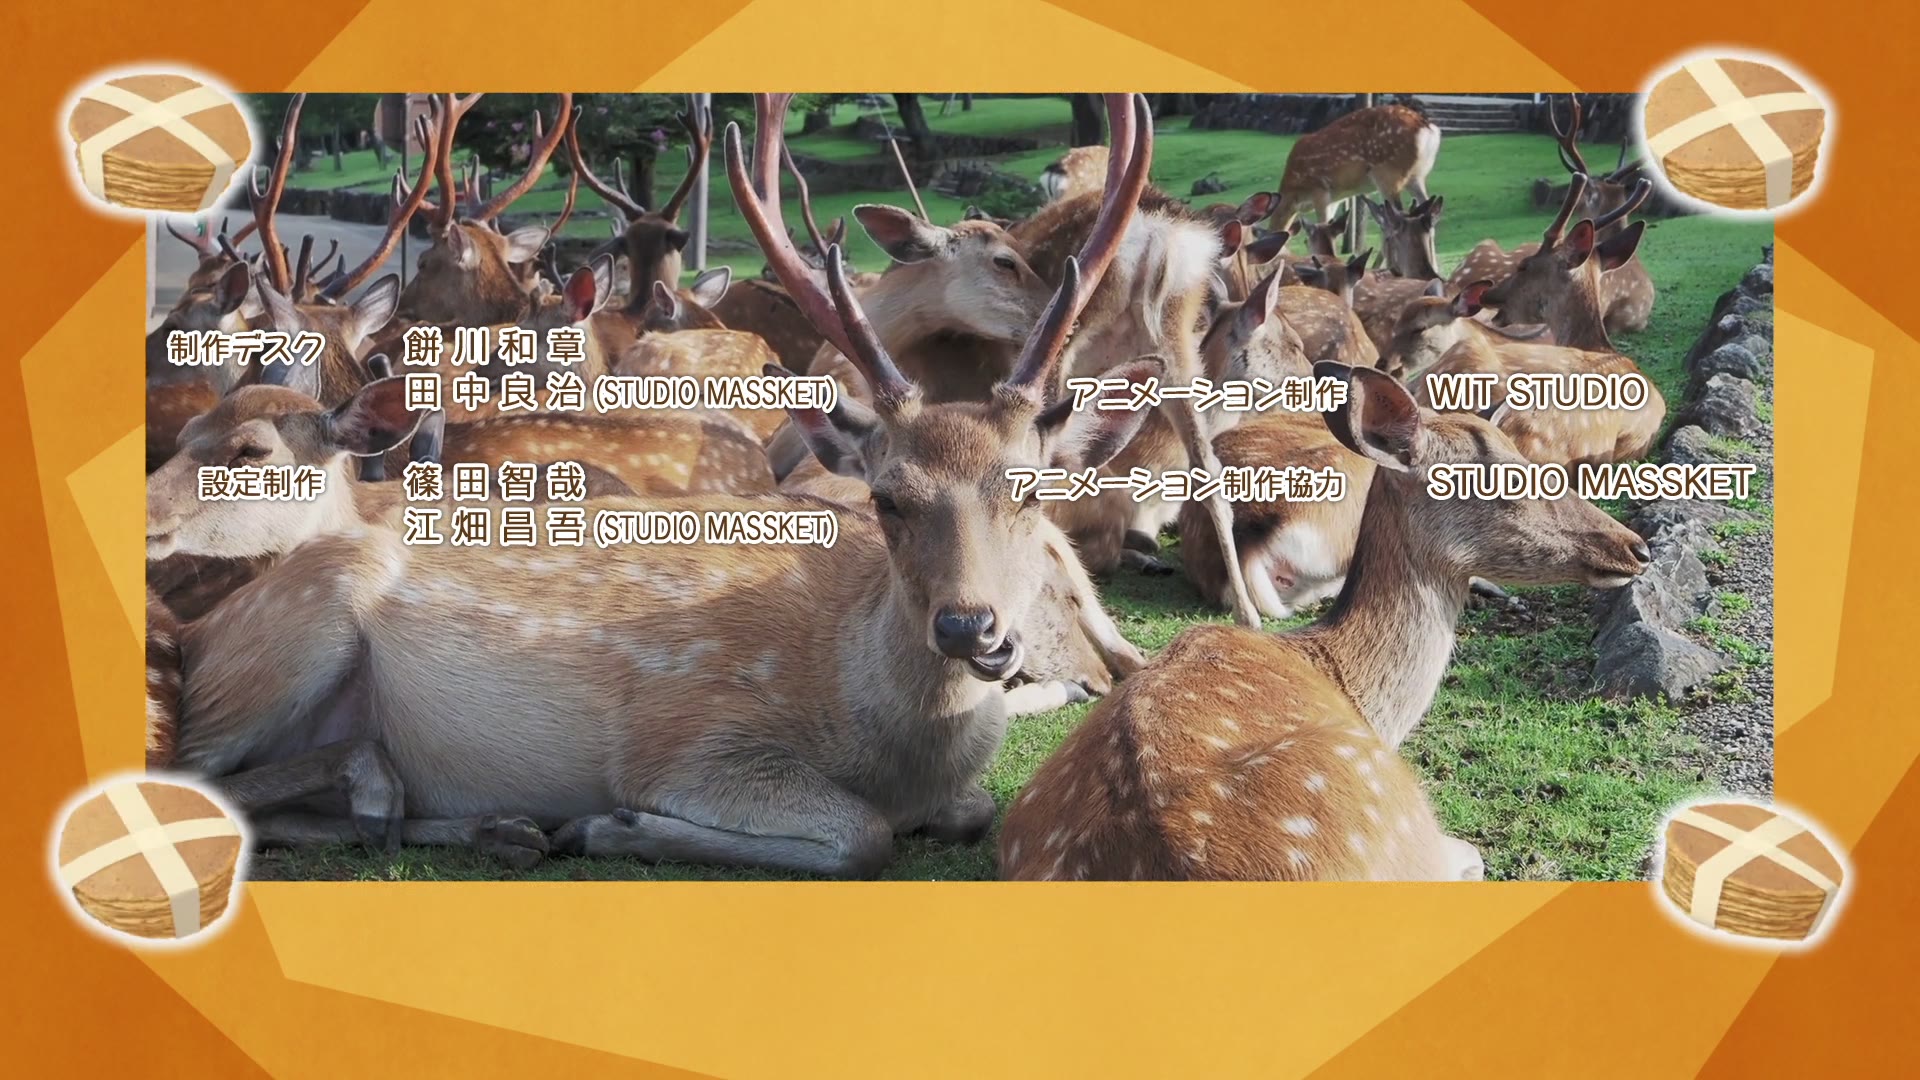 制作デスク
餅川和章
田中良治(STUDIO MASSKET)
設定制作
篠田智哉
江畑昌吾(STUDIO MASSKET)
アニメーション制作
WIT STUDIO
アニメーション制作協力
STUDIO MASSKET